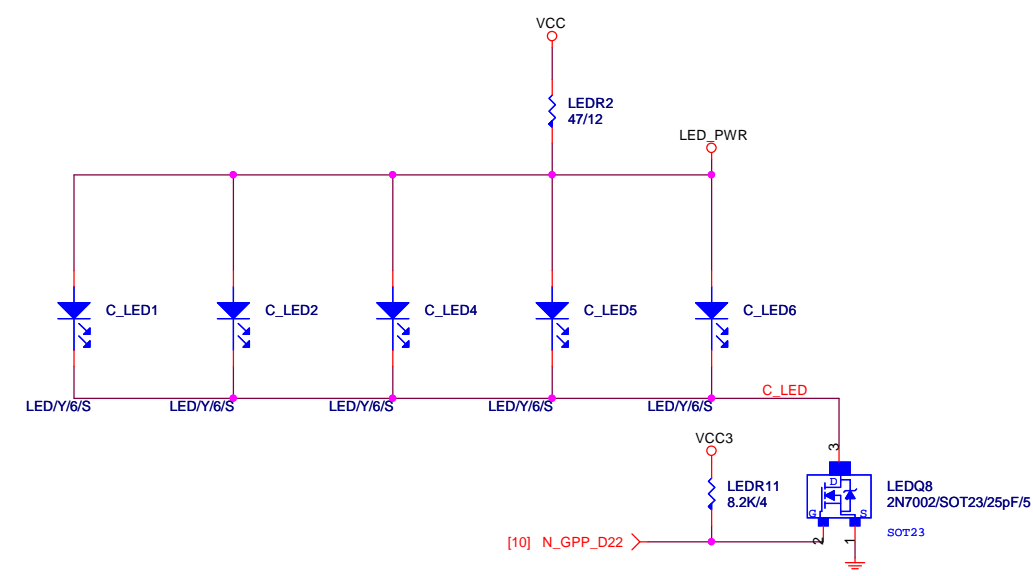 VCC
LEDR2
47/12
LED_PWR
C_LED1
C_LED2
C_LED4
C_LED5
C_LED6
LED/Y/6/S
LED/Y/6/S
LED/Y/6/S
LED/Y/6/S
LED/Y/6/S
C_LED
VCC3
3
LEDR11
8.2K/4
D
G
S
LEDQ8
2N7002/SOT23/25pF/5
SOT23
[10] N_GPP_D22
2
1